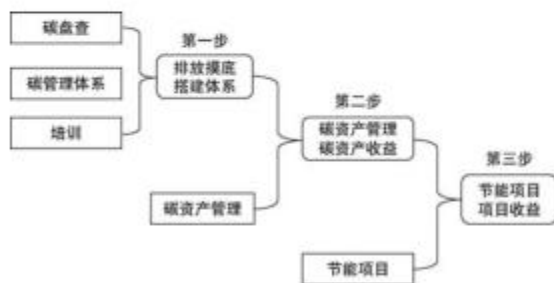 碳盘查
第一步
碳管理体系
排放摸底
搭建体系
培训
第二步
碳资产管理
碳资产收益
碳资产管理
第三步
节能项目
项目收益
节能项目